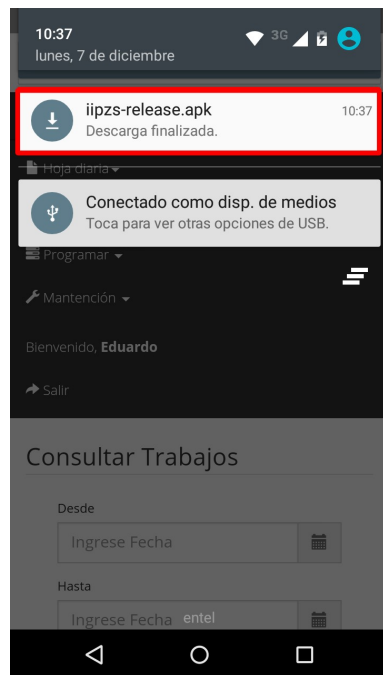 10:37
lunes, 7 de diciembre
3G
iipzs-release.apk
10:37
Descarga finalizada.
Hoja diaria
Conectado como disp. de medios
Toca para ver otras opciones de USB.
Programar
Mantención
Bienvenido, Eduardo
Salir
Consultar Trabajos
Desde
Ingrese Fecha
Hasta
Ingrese Fecha
entel